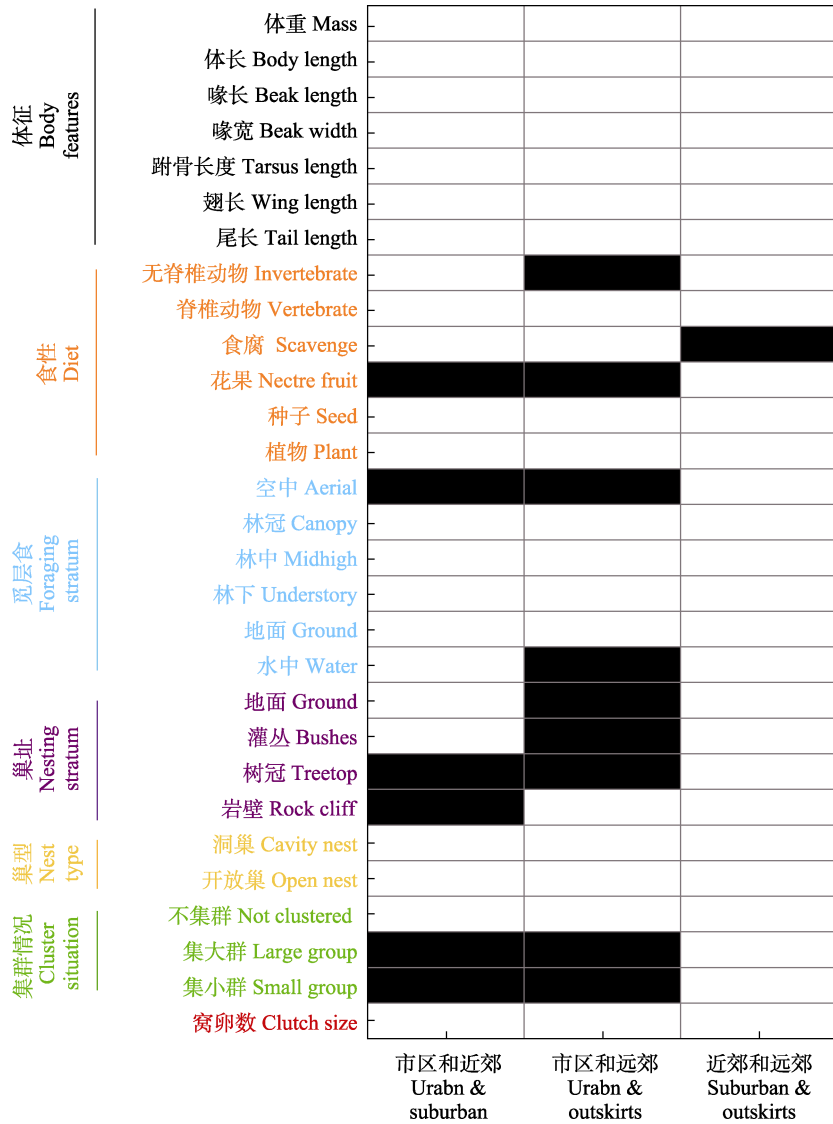 体征
Body
features
体重 Mass
体长 Body length
喙长 Beak length
喙宽 Beak width
跗骨长度 Tarsus length
翅长 Wing length
尾长 Tail length
食性
Diet
无脊椎动物 Invertebrate
脊椎动物 Vertebrate
食腐 Scavenge
花果 Nectre fruit
种子 Seed
植物 Plant
觅层食
Foraging
stratum
空中 Aerial
林冠 Canopy
林中 Midhigh
林下 Understory
地面 Ground
水中 Water
巢址
Nesting
stratum
地面 Ground
灌丛 Bushes
树冠 Treetop
岩壁 Rock cliff
巢型
Nest
type
洞巢 Cavity nest
开放巢 Open nest
集群情况
Cluster
situation
不集群 Not clustered
集大群 Large group
集小群 Small group
窝卵数 Clutch size
市区和近郊
Urabn &
suburban
市区和远郊
Urabn &
outskirts
近郊和远郊
Suburban &
outskirts